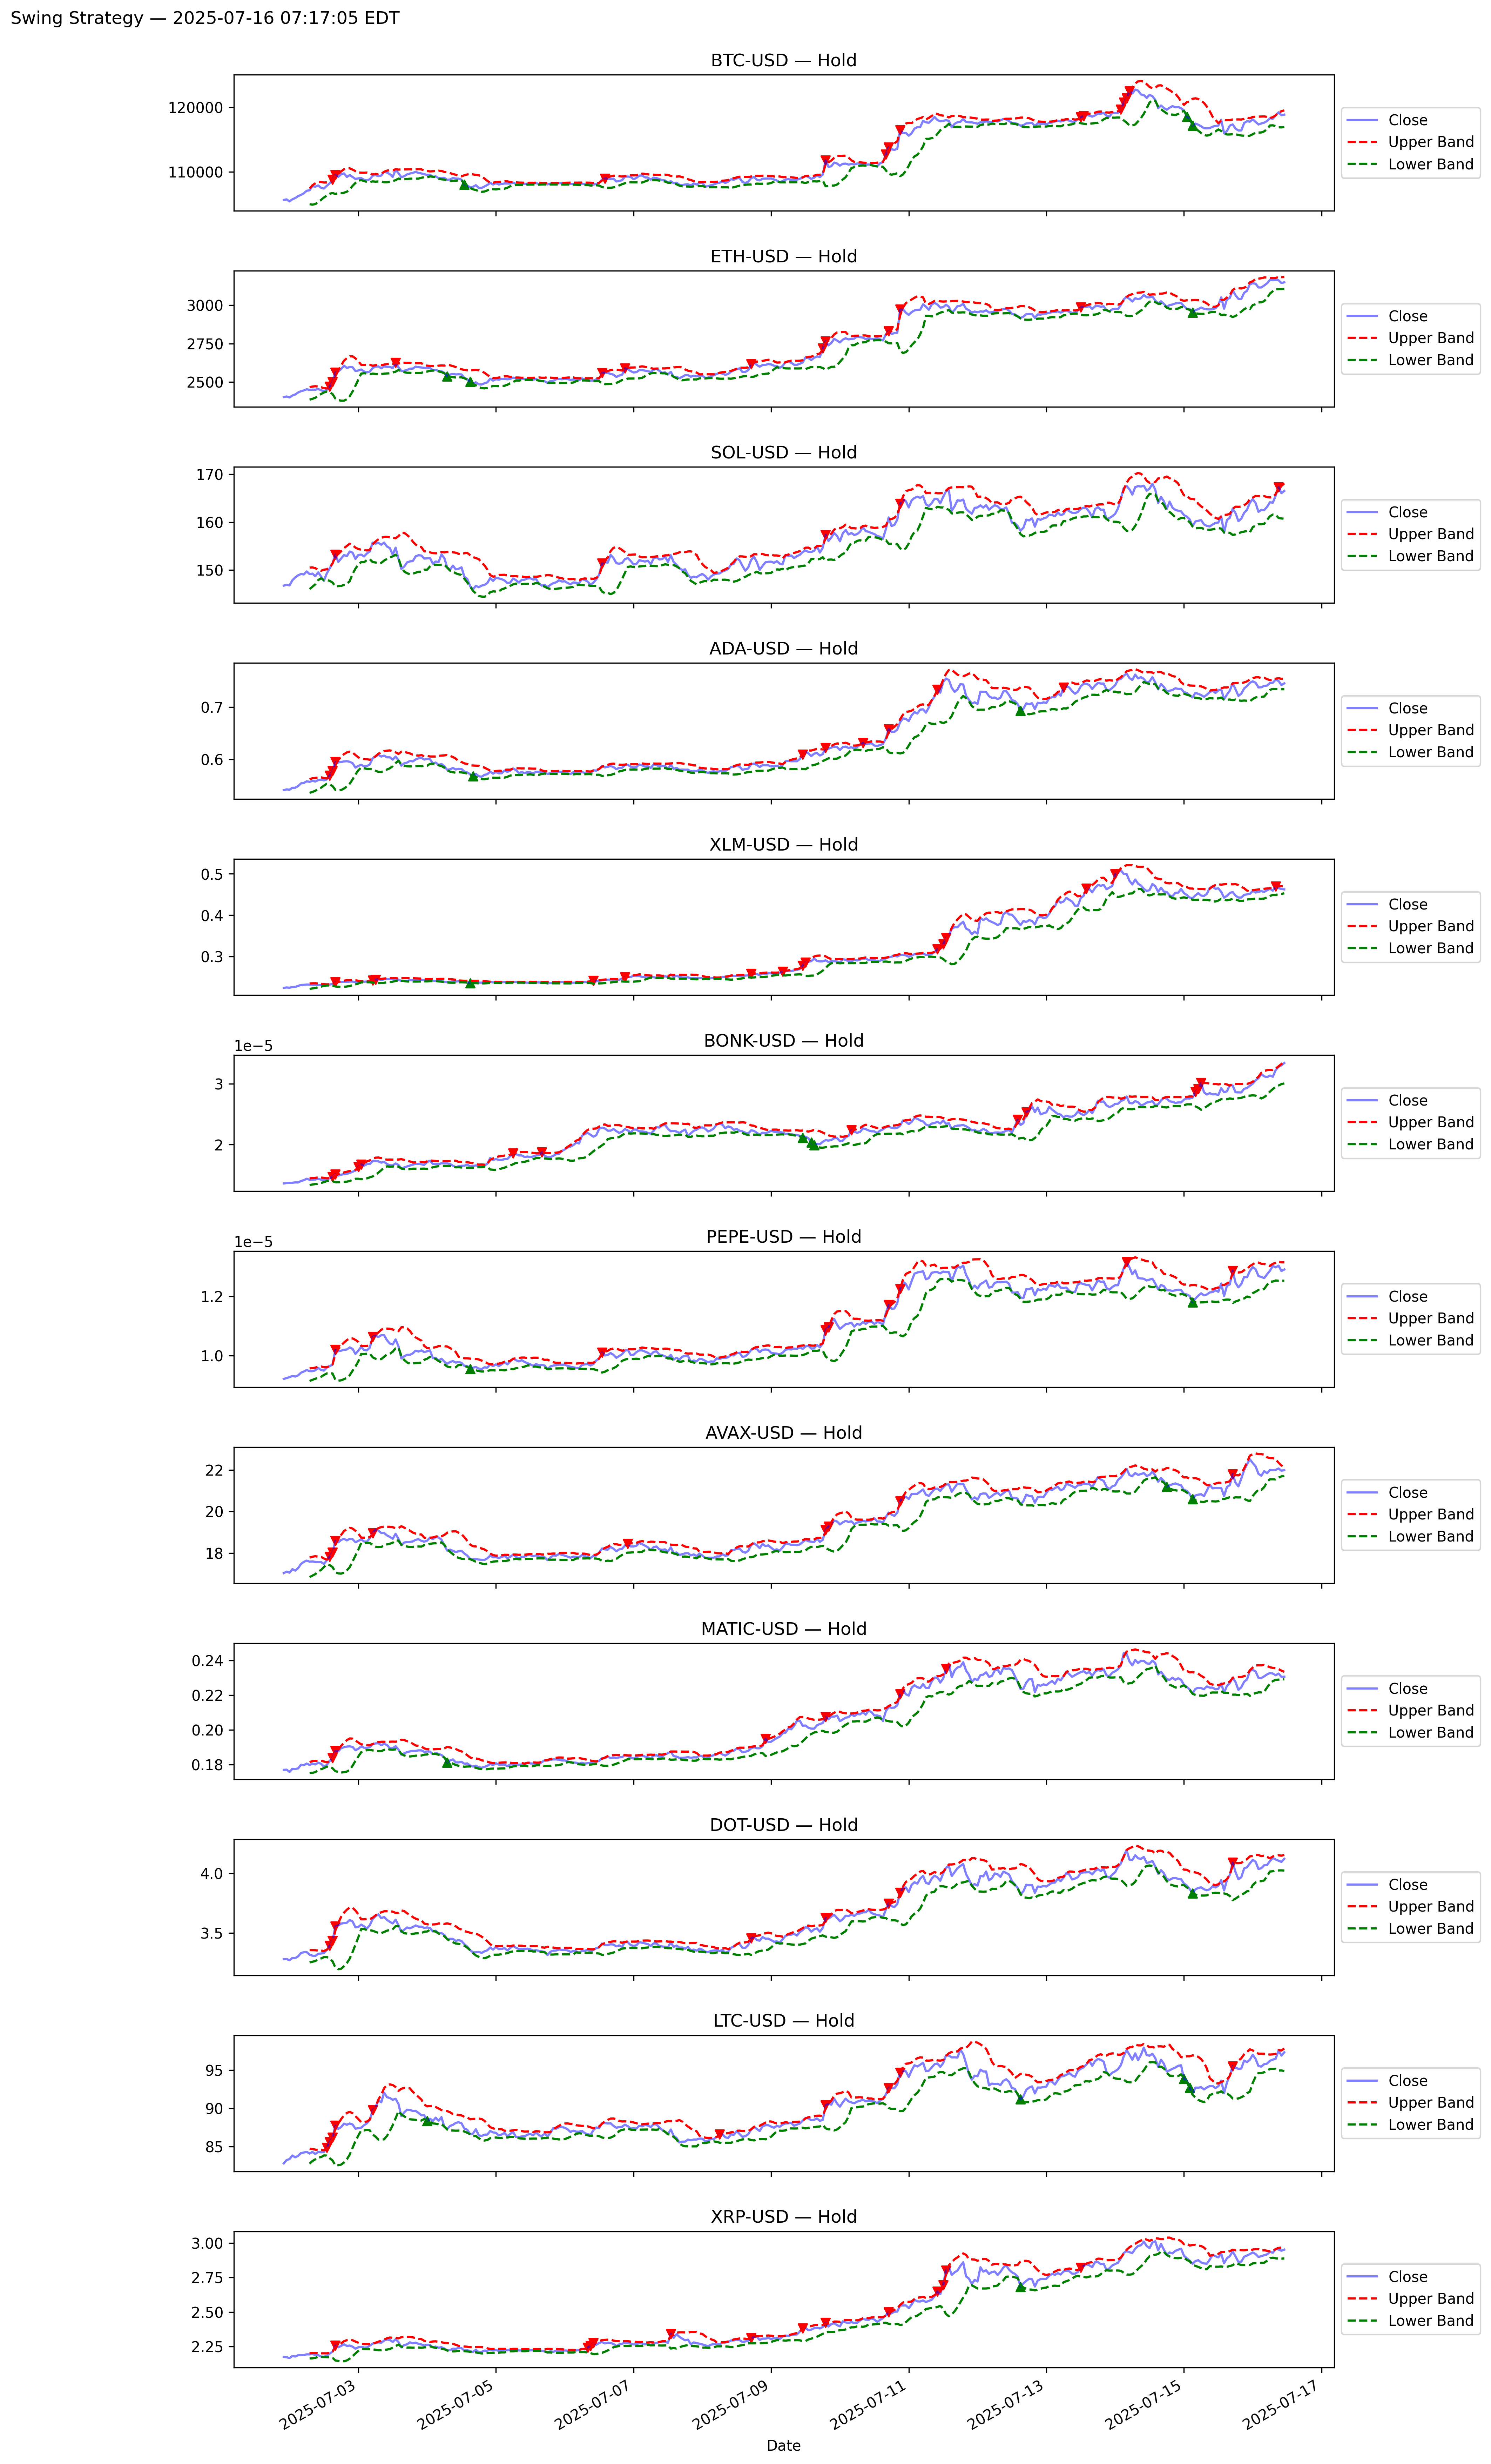 Swing Strategy — 2025-07-16 07:17:05 EDT
BTC-USD — Hold
120000
110000
Close
Upper Band
Lower Band
ETH-USD — Hold
3000
2750
2500
Close
Upper Band
Lower Band
SOL-USD — Hold
170
160
150
Close
Upper Band
Lower Band
ADA-USD — Hold
0.7
0.6
Close
Upper Band
Lower Band
XLM-USD — Hold
0.5
0.4
0.3
Close
Upper Band
Lower Band
BONK-USD — Hold
1e−5
3
2
Close
Upper Band
Lower Band
PEPE-USD — Hold
1e−5
1.2
1.0
Close
Upper Band
Lower Band
AVAX-USD — Hold
22
20
18
Close
Upper Band
Lower Band
MATIC-USD — Hold
0.24
0.22
0.20
0.18
Close
Upper Band
Lower Band
DOT-USD — Hold
4.0
3.5
Close
Upper Band
Lower Band
LTC-USD — Hold
95
90
85
Close
Upper Band
Lower Band
XRP-USD — Hold
3.00
2.75
2.50
2.25
Close
Upper Band
Lower Band
2025-07-03
2025-07-05
2025-07-07
2025-07-09
2025-07-11
2025-07-13
2025-07-15
2025-07-17
Date